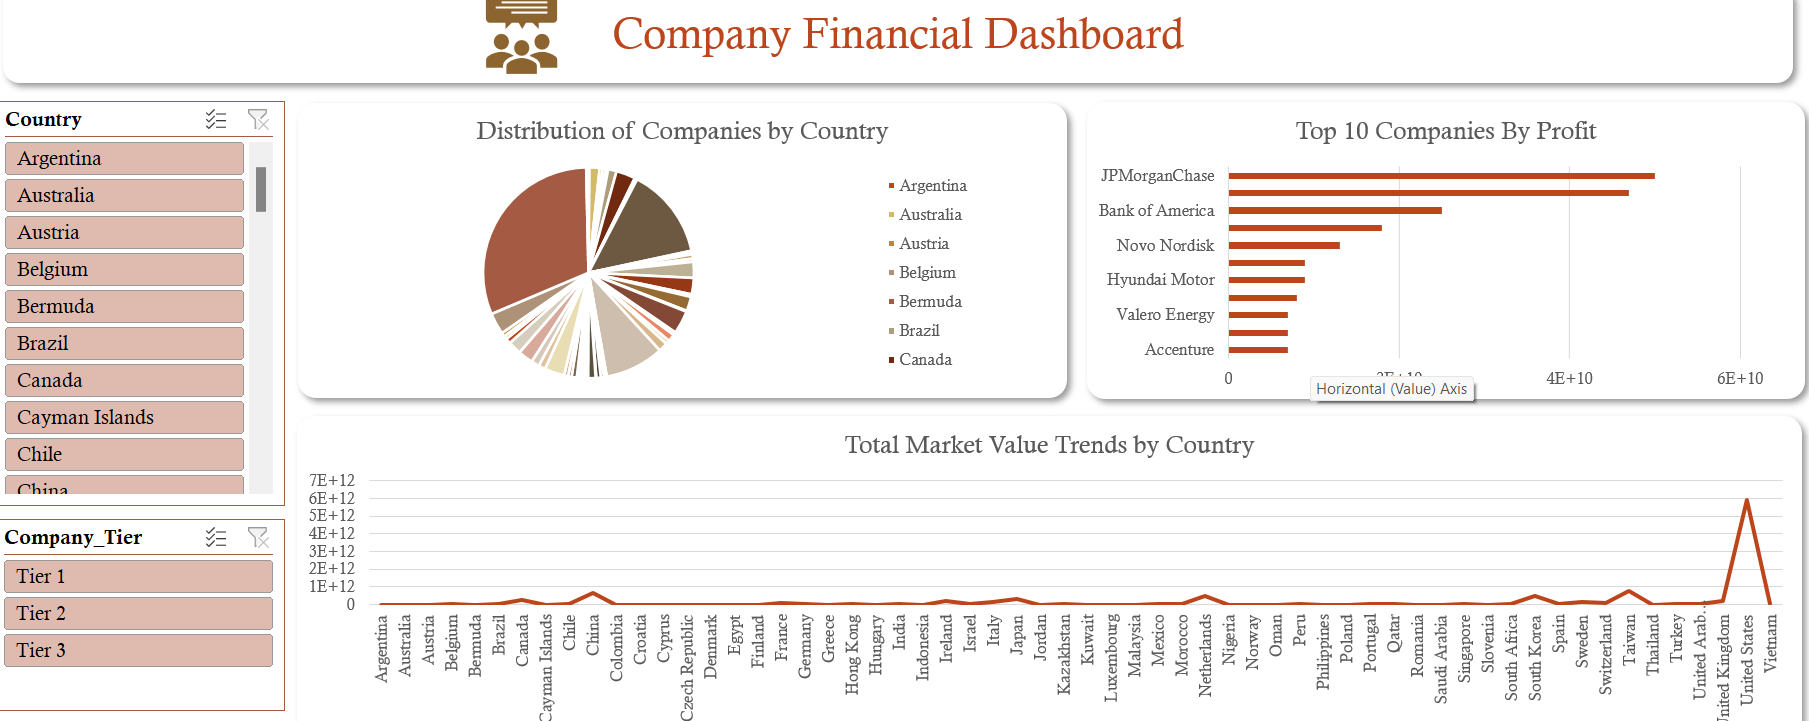 Company Financial Dashboard
Country
Argentina
Australia
Austria
Belgium
Bermuda
Brazil
Canada
Cayman Islands
Chile
China
Company_Tier
Tier 1
Tier 2
Tier 3
Distribution of Companies by Country
Argentina
Australia
Austria
Belgium
Bermuda
Brazil
Canada
Top 10 Companies By Profit
JPMorganChase
Bank of America
Novo Nordisk
Hyundai Motor
Valero Energy
Accenture
0 2E+10 4E+10 6E+10
Horizontal (Value) Axis
Total Market Value Trends by Country
7E+12
6E+12
5E+12
4E+12
3E+12
2E+12
1E+12
0
Argentina
Australia
Austria
Belgium
Bermuda
Brazil
Canada
Cayman Islands
Chile
China
Colombia
Croatia
Cyprus
Czech Republic
Denmark
Egypt
Finland
France
Germany
Greece
Hong Kong
Hungary
India
Indonesia
Ireland
Israel
Italy
Japan
Jordan
Kazakhstan
Kuwait
Luxembourg
Malaysia
Mexico
Morocco
Netherlands
Nigeria
Norway
Oman
Peru
Philippines
Poland
Portugal
Qatar
Romania
Saudi Arabia
Singapore
Slovenia
South Africa
South Korea
Spain
Sweden
Switzerland
Taiwan
Thailand
Turkey
United Arab…
United Kingdom
United States
Vietnam